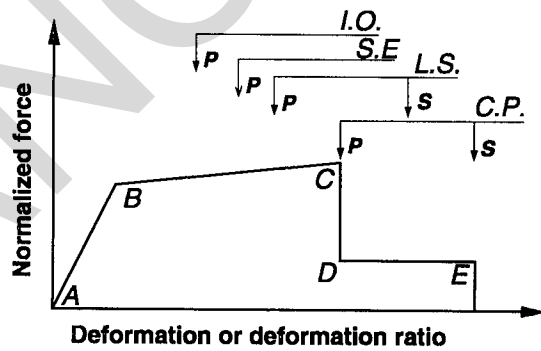 I.O.
S.E
L.S.
C.P.
P
P
P
S
P
S
Normalized force
A
B
C
D
E
Deformation or deformation ratio